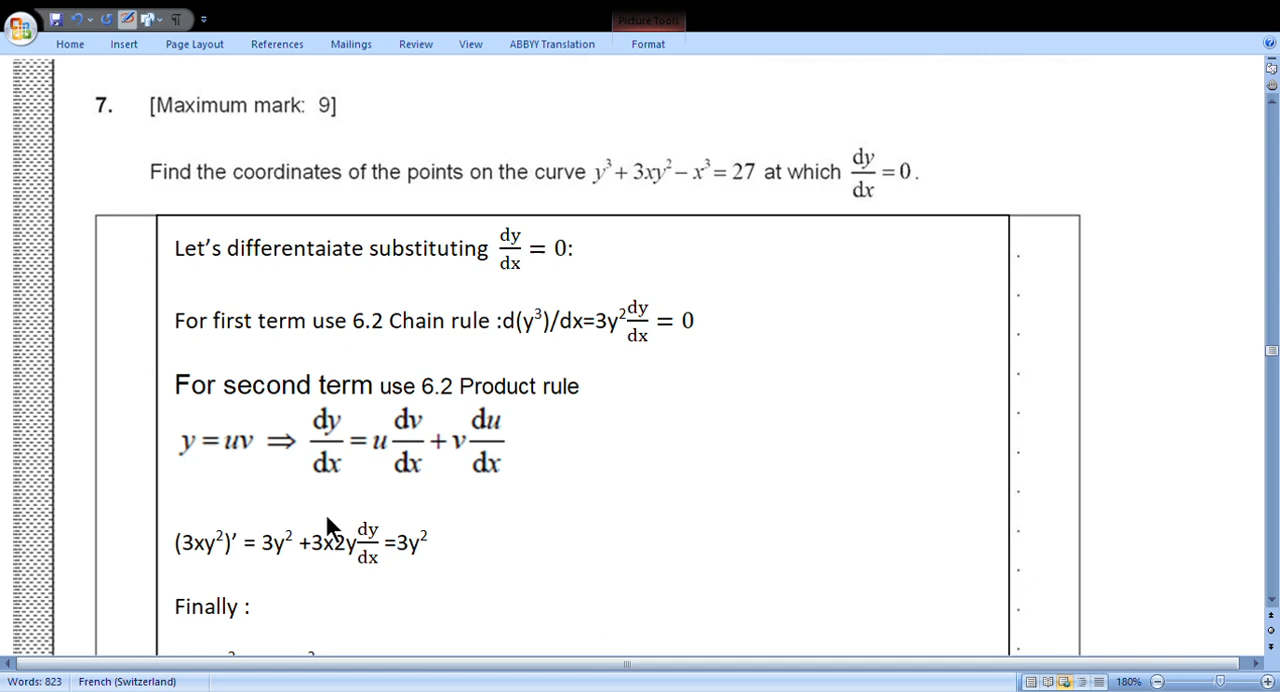 Picture Tools
Home Insert Page Layout References Mailings Review View ABBYY Translation Format
7. [Maximum mark: 9]
Find the coordinates of the points on the curve y³ + 3xy² − x³ = 27 at which dy/dx = 0.
Let's differentaiate substituting dy/dx = 0:
For first term use 6.2 Chain rule :d(y³)/dx=3y² dy/dx = 0
For second term use 6.2 Product rule
y = uv ⇒ dy/dx = u dv/dx + v du/dx
(3xy²)' = 3y² +3x2y dy/dx =3y²
Finally :
Words: 823 French (Switzerland) 180%